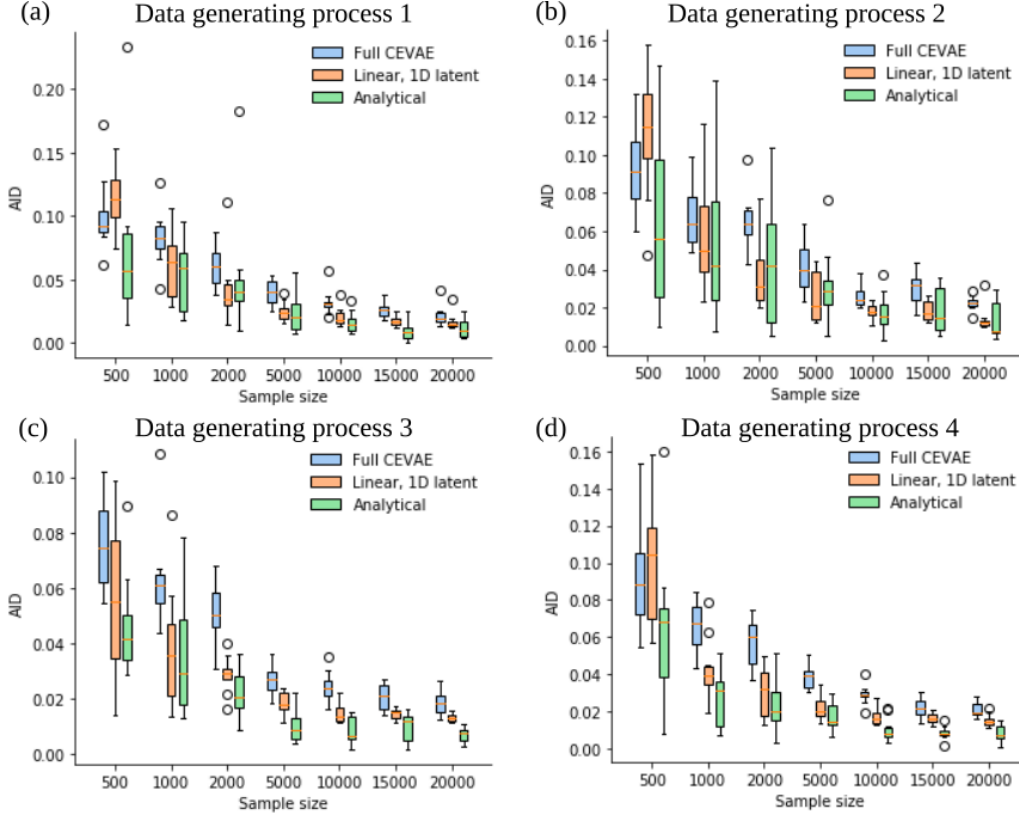 (a) Data generating process 1
Full CEVAE
Linear, 1D latent
Analytical
AID
0.20
0.15
0.10
0.05
0.00
500 1000 2000 5000 10000 15000 20000
Sample size
(b) Data generating process 2
Full CEVAE
Linear, 1D latent
Analytical
AID
0.16
0.14
0.12
0.10
0.08
0.06
0.04
0.02
0.00
500 1000 2000 5000 10000 15000 20000
Sample size
(c) Data generating process 3
Full CEVAE
Linear, 1D latent
Analytical
AID
0.10
0.08
0.06
0.04
0.02
0.00
500 1000 2000 5000 10000 15000 20000
Sample size
(d) Data generating process 4
Full CEVAE
Linear, 1D latent
Analytical
AID
0.16
0.14
0.12
0.10
0.08
0.06
0.04
0.02
0.00
500 1000 2000 5000 10000 15000 20000
Sample size